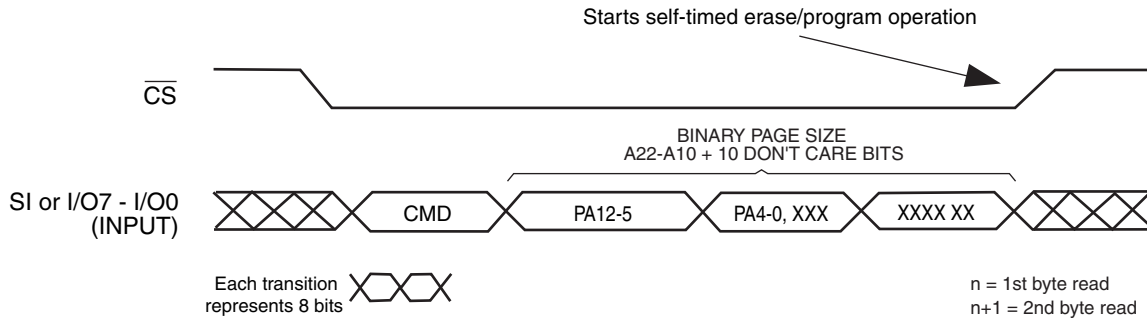 Starts self-timed erase/program operation
CS
BINARY PAGE SIZE
A22-A10 + 10 DON'T CARE BITS
SI or I/O7 - I/O0
(INPUT)
CMD
PA12-5
PA4-0, XXX
XXXX XX
Each transition
represents 8 bits
n = 1st byte read
n+1 = 2nd byte read